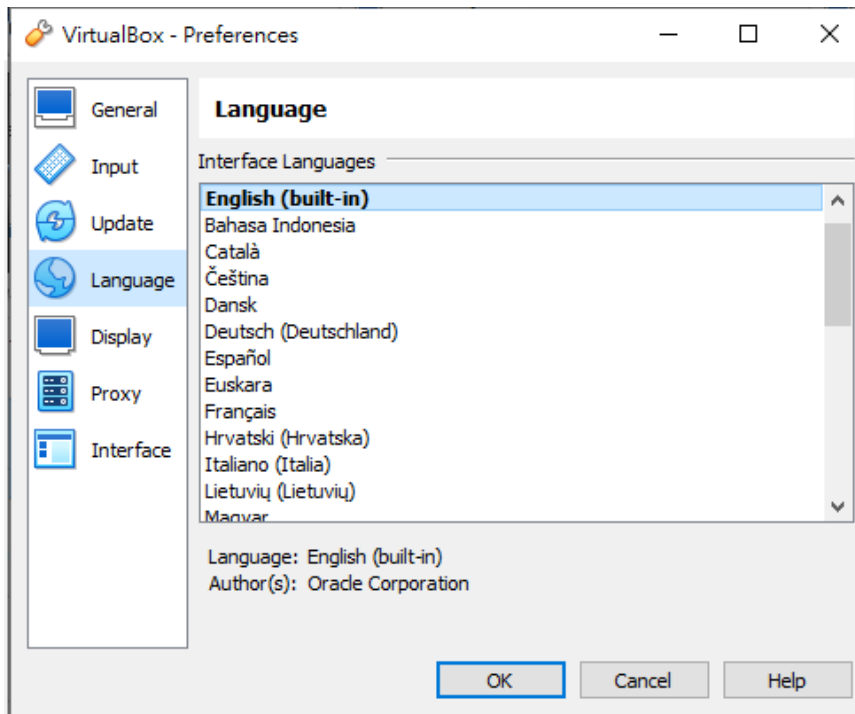 VirtualBox - Preferences
General
Input
Update
Language
Display
Proxy
Interface
Language
Interface Languages
English (built-in)
Bahasa Indonesia
Català
Čeština
Dansk
Deutsch (Deutschland)
Español
Euskara
Français
Hrvatski (Hrvatska)
Italiano (Italia)
Lietuvių (Lietuvių)
Magyar
Language: English (built-in)
Author(s): Oracle Corporation
OK
Cancel
Help